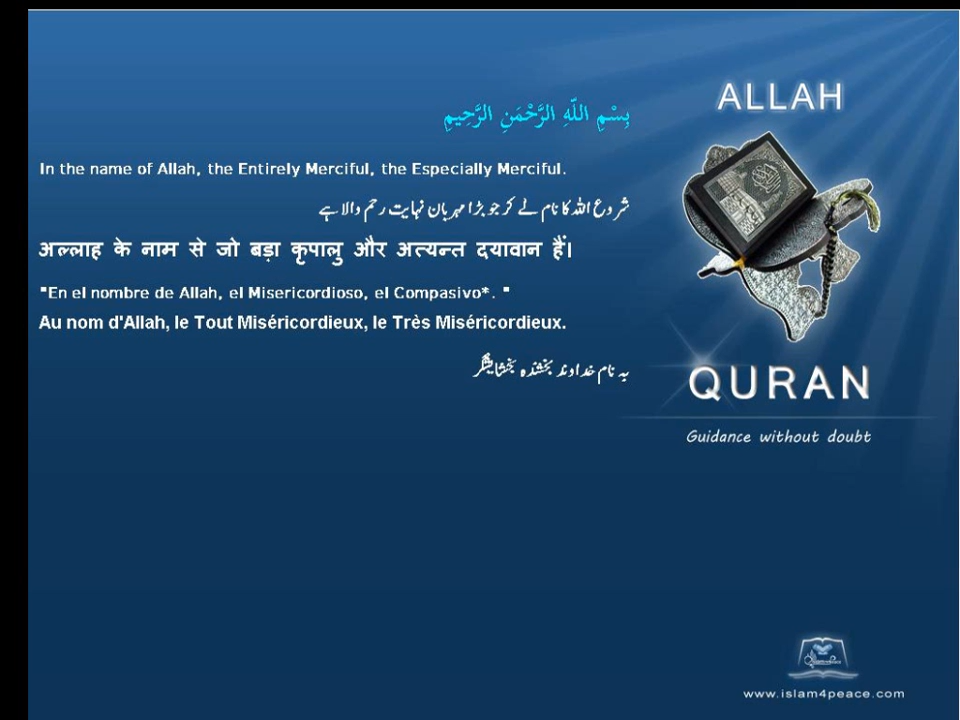 بِسْمِ اللَّهِ الرَّحْمَنِ الرَّحِيمِ
In the name of Allah, the Entirely Merciful, the Especially Merciful.
شروع الله کا نام لے کر جو بڑا مہربان نہایت رحم والا ہے
अल्लाह के नाम से जो बड़ा कृपालु और अत्यन्त दयावान हैं।
"En el nombre de Allah, el Misericordioso, el Compasivo*. "
Au nom d'Allah, le Tout Miséricordieux, le Très Miséricordieux.
به نام خداوند بخشنده بخشایشگر
ALLAH
QURAN
Guidance without doubt
www.islam4peace.com